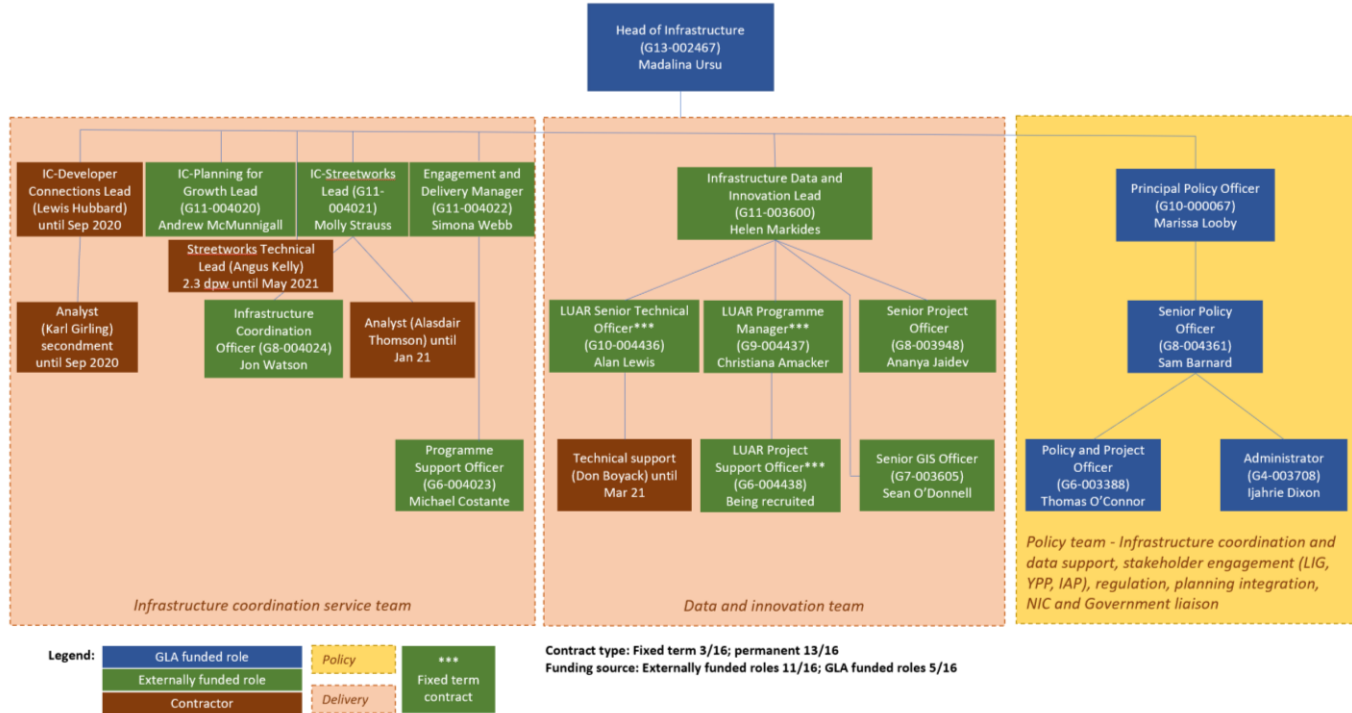 Head of Infrastructure
(G13-002467)
Madalina Ursu
IC-Developer
Connections Lead
(Lewis Hubbard)
until Sep 2020
IC-Planning for
Growth Lead
(G11-004020)
Andrew McMunnigall
IC-Streetworks
Lead (G11-
004021)
Molly Strauss
Engagement and
Delivery Manager
(G11-004022)
Simona Webb
Streetworks Technical
Lead (Angus Kelly)
2.3 dpw until May 2021
Analyst
(Karl Girling)
secondment
until Sep 2020
Infrastructure
Coordination
Officer (G8-004024)
Jon Watson
Analyst (Alasdair
Thomson) until
Jan 21
Programme
Support Officer
(G6-004023)
Michael Costante
Infrastructure coordination service team
Infrastructure Data and
Innovation Lead
(G11-003600)
Helen Markides
LUAR Senior Technical
Officer***
(G10-004436)
Alan Lewis
LUAR Programme
Manager***
(G9-004437)
Christiana Amacker
Senior Project
Officer
(G8-003948)
Ananya Jaidev
Technical support
(Don Boyack) until
Mar 21
LUAR Project
Support Officer***
(G6-004438)
Being recruited
Senior GIS Officer
(G7-003605)
Sean O’Donnell
Data and innovation team
Principal Policy Officer
(G10-000067)
Marissa Looby
Senior Policy
Officer
(G8-004361)
Sam Barnard
Policy and Project
Officer
(G6-003388)
Thomas O’Connor
Administrator
(G4-003708)
Ijahrie Dixon
Policy team - Infrastructure coordination and
data support, stakeholder engagement (LIG,
YPP, IAP), regulation, planning integration,
NIC and Government liaison
Legend:
GLA funded role
Externally funded role
Contractor
Policy
Delivery
***
Fixed term
contract
Contract type: Fixed term 3/16; permanent 13/16
Funding source: Externally funded roles 11/16; GLA funded roles 5/16